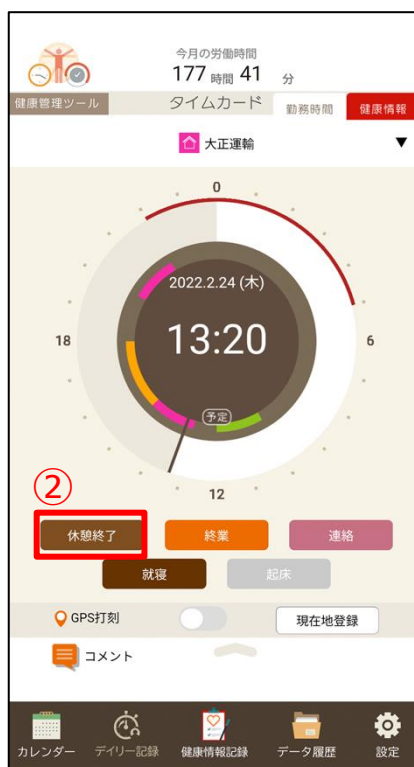 今月の労働時間
177 時間 41 分
健康管理ツール
タイムカード
勤務時間
健康情報
大正運輸 ▼
0
2022.2.24 (木)
13:20
18
6
予定
12
②
休憩終了
終業
連絡
就寝
起床
GPS打刻
現在地登録
コメント
カレンダー
デイリー記録
健康情報記録
データ履歴
設定